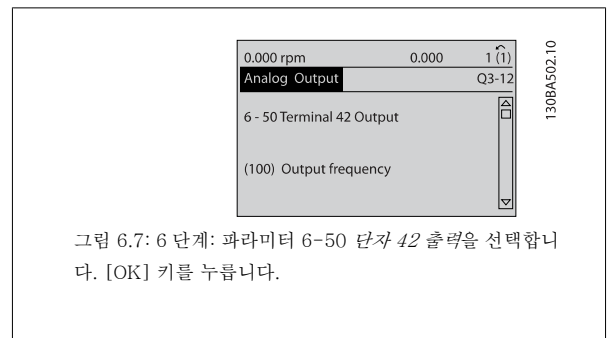 0.000 rpm 0.000 1 (1)
Analog Output Q3-12
6 - 50 Terminal 42 Output
(100) Output frequency
130BA502.10
그림 6.7: 6 단계: 파라미터 6-50 단자 42 출력을 선택합니
다. [OK] 키를 누릅니다.